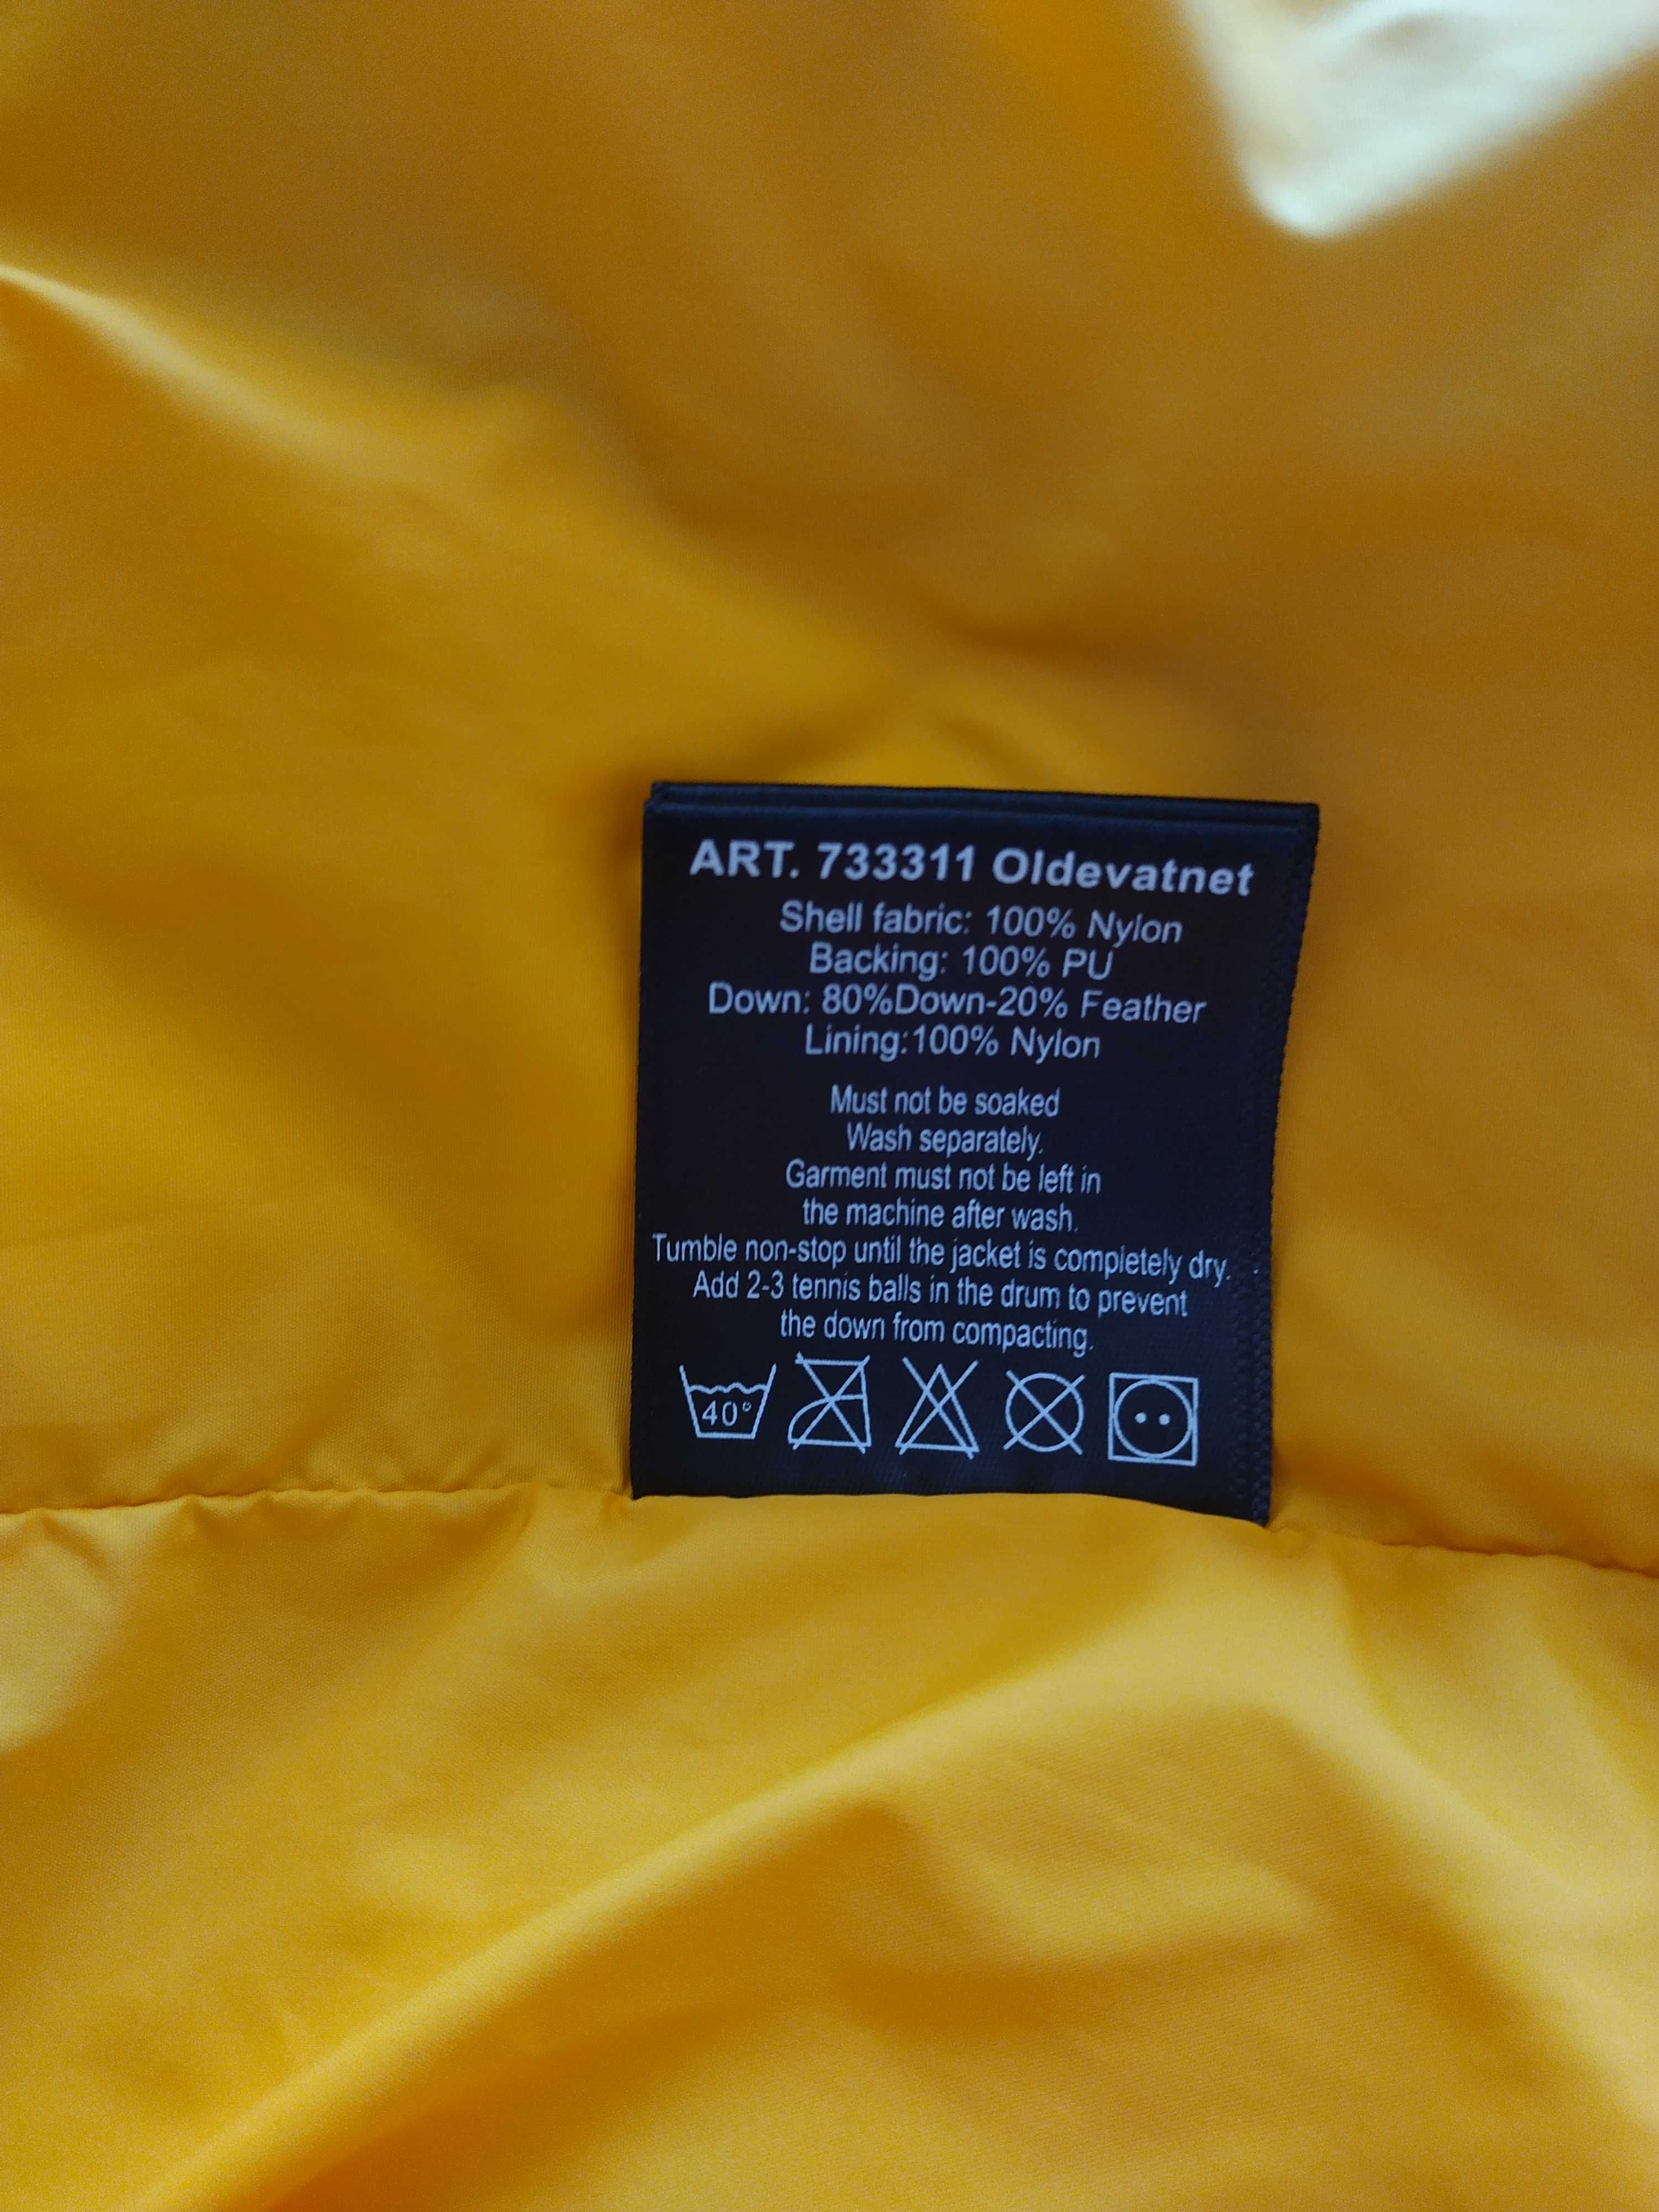 ART. 733311 Oldevatnet
Shell fabric: 100% Nylon
Backing: 100% PU
Down: 80%Down-20% Feather
Lining:100% Nylon
Must not be soaked
Wash separately.
Garment must not be left in
the machine after wash.
Tumble non-stop until the jacket is completely dry.
Add 2-3 tennis balls in the drum to prevent
the down from compacting.
40°